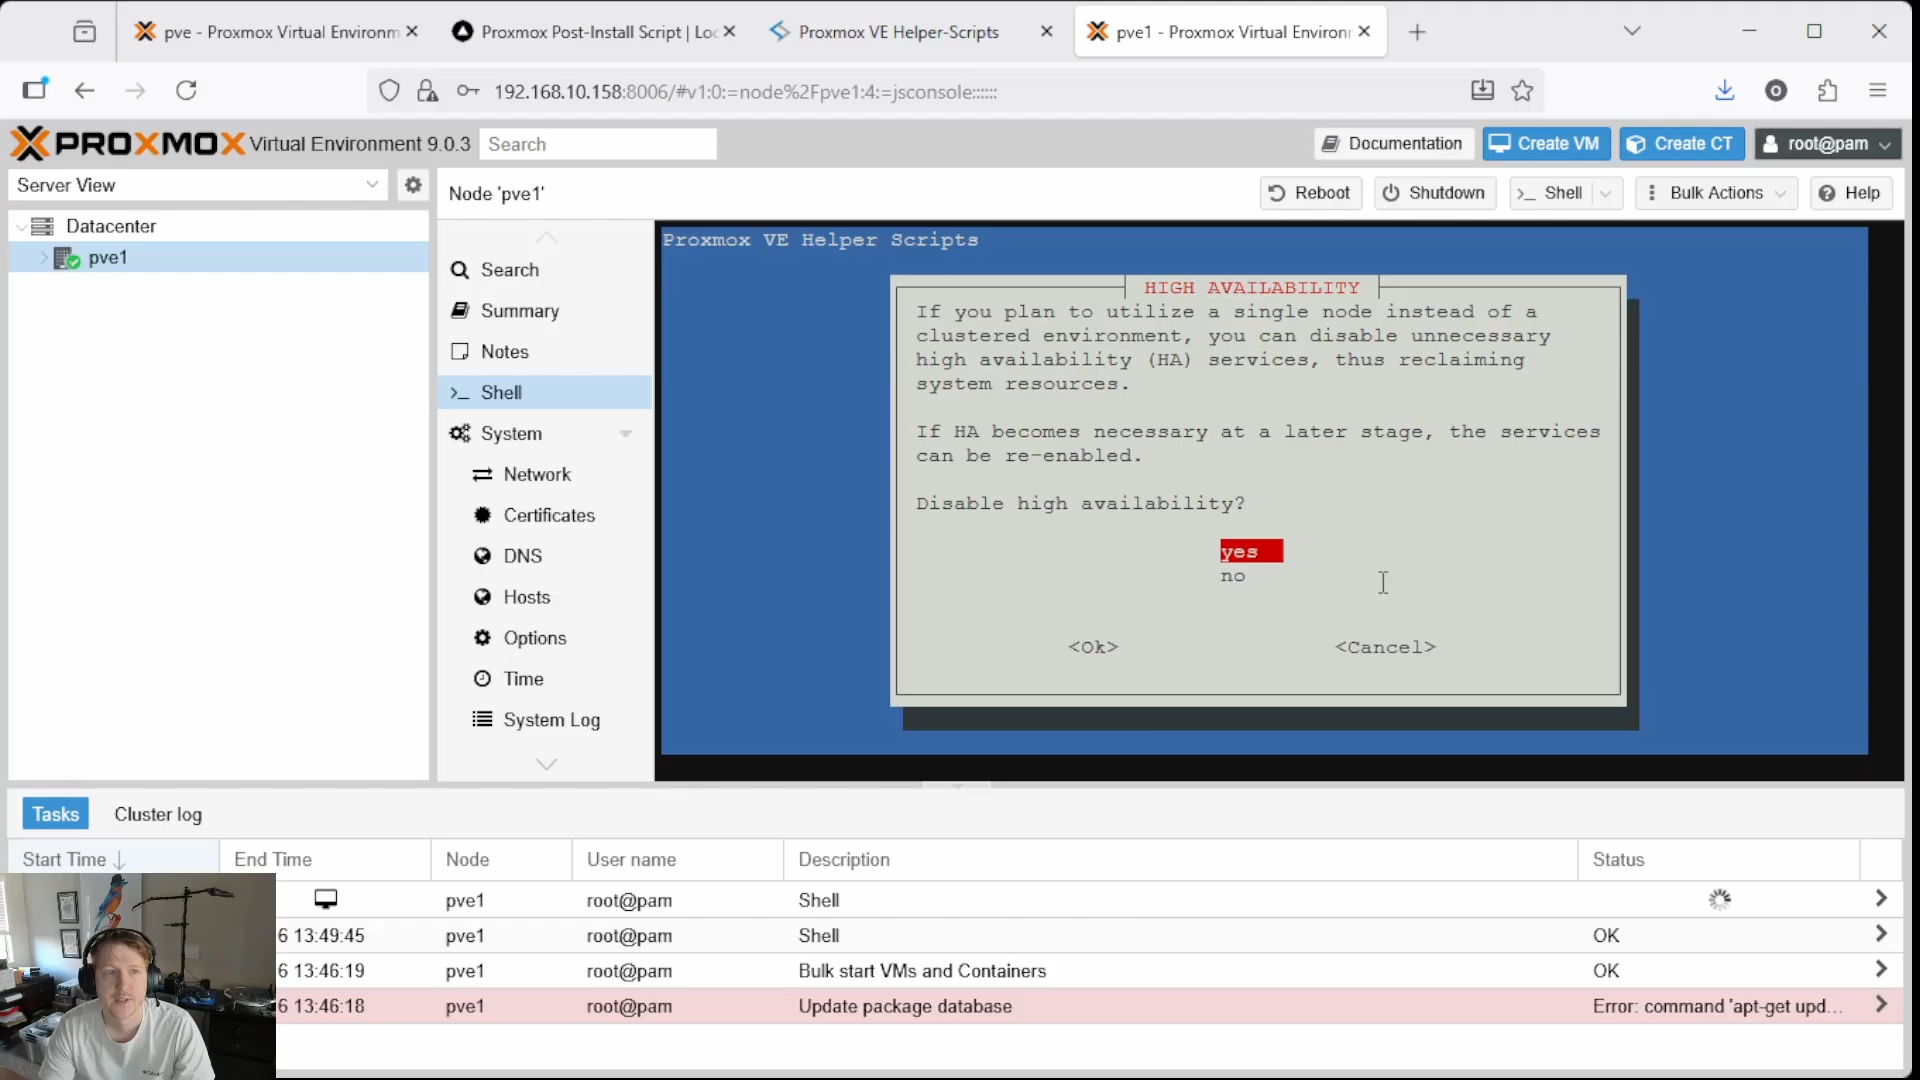 pve - Proxmox Virtual Environm
Proxmox Post-Install Script | Loc
Proxmox VE Helper-Scripts
pve1 - Proxmox Virtual Environr
192.168.10.158:8006/#v1:0:=node%2Fpve1:4:=jsconsole::::::
PROXMOX Virtual Environment 9.0.3
Search
Documentation
Create VM
Create CT
root@pam
Server View
Node 'pve1'
Reboot
Shutdown
>_ Shell
Bulk Actions
Help
Datacenter
pve1
Search
Summary
Notes
>_ Shell
System
Network
Certificates
DNS
Hosts
Options
Time
System Log
Proxmox VE Helper Scripts
HIGH AVAILABILITY
If you plan to utilize a single node instead of a
clustered environment, you can disable unnecessary
high availability (HA) services, thus reclaiming
system resources.
If HA becomes necessary at a later stage, the services
can be re-enabled.
Disable high availability?
yes
no
<Ok> <Cancel>
Tasks Cluster log
Start Time End Time Node User name Description Status
pve1 root@pam Shell
6 13:49:45 pve1 root@pam Shell OK
6 13:46:19 pve1 root@pam Bulk start VMs and Containers OK
6 13:46:18 pve1 root@pam Update package database Error: command 'apt-get upd...